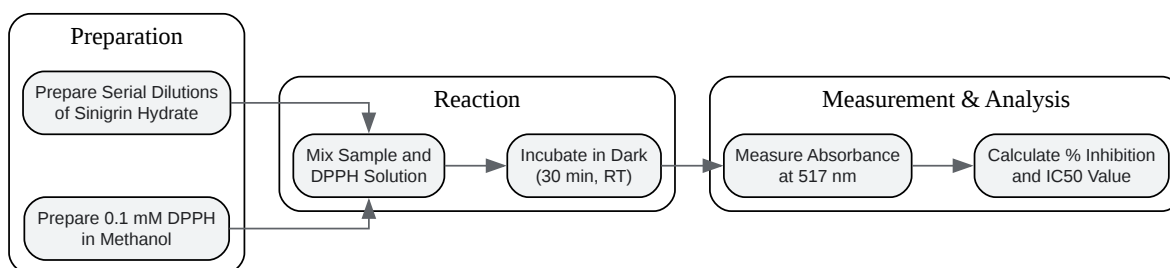 Preparation
Prepare Serial Dilutions
of Sinigrin Hydrate
Prepare 0.1 mM DPPH
in Methanol
Reaction
Mix Sample and
DPPH Solution
Incubate in Dark
(30 min, RT)
Measurement & Analysis
Measure Absorbance
at 517 nm
Calculate % Inhibition
and IC50 Value